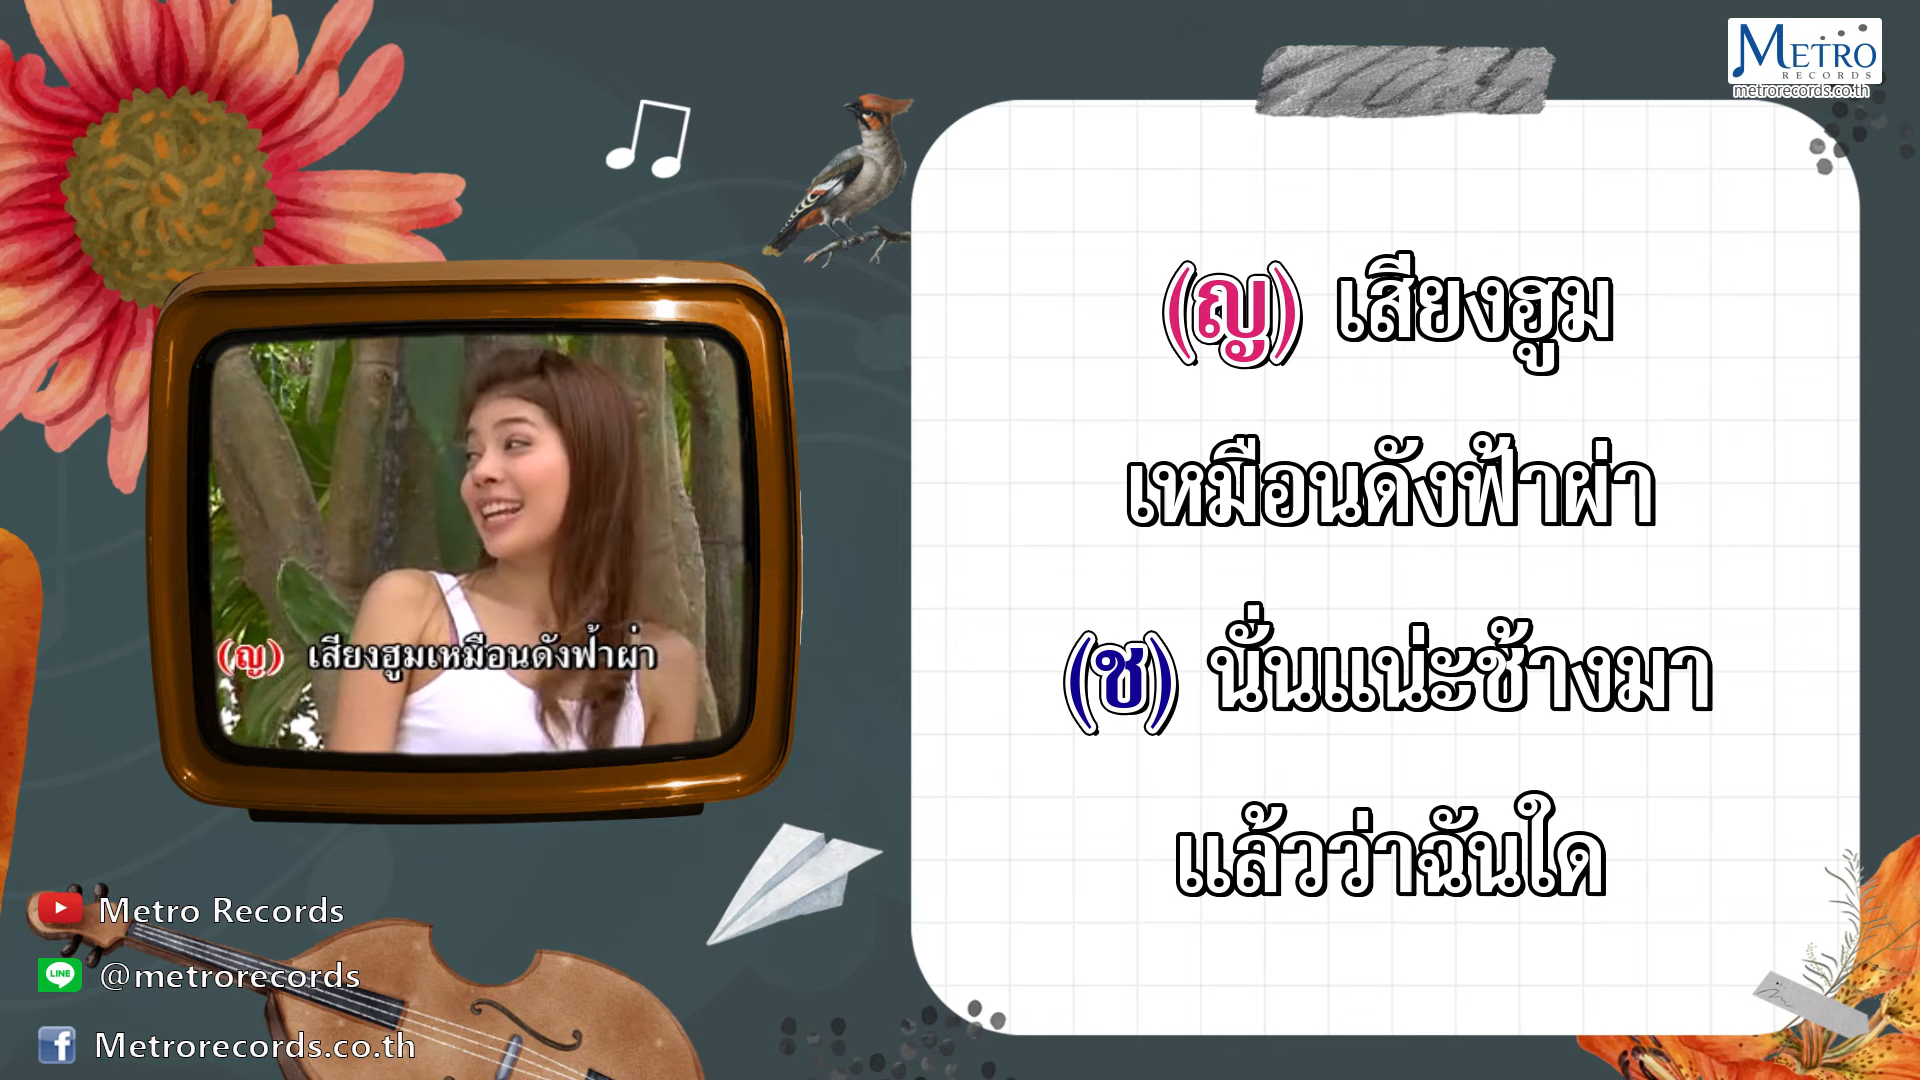 METRO
RECORDS
metrorecords.co.th
(ญ) เสียงฮูม
เหมือนดังฟ้าผ่า
(ช) นั่นแน่ะช้างมา
แล้วว่าฉันใด
(ญ) เสียงฮูมเหมือนดังฟ้าผ่า
Metro Records
LINE
@metrorecords
f
Metrorecords.co.th